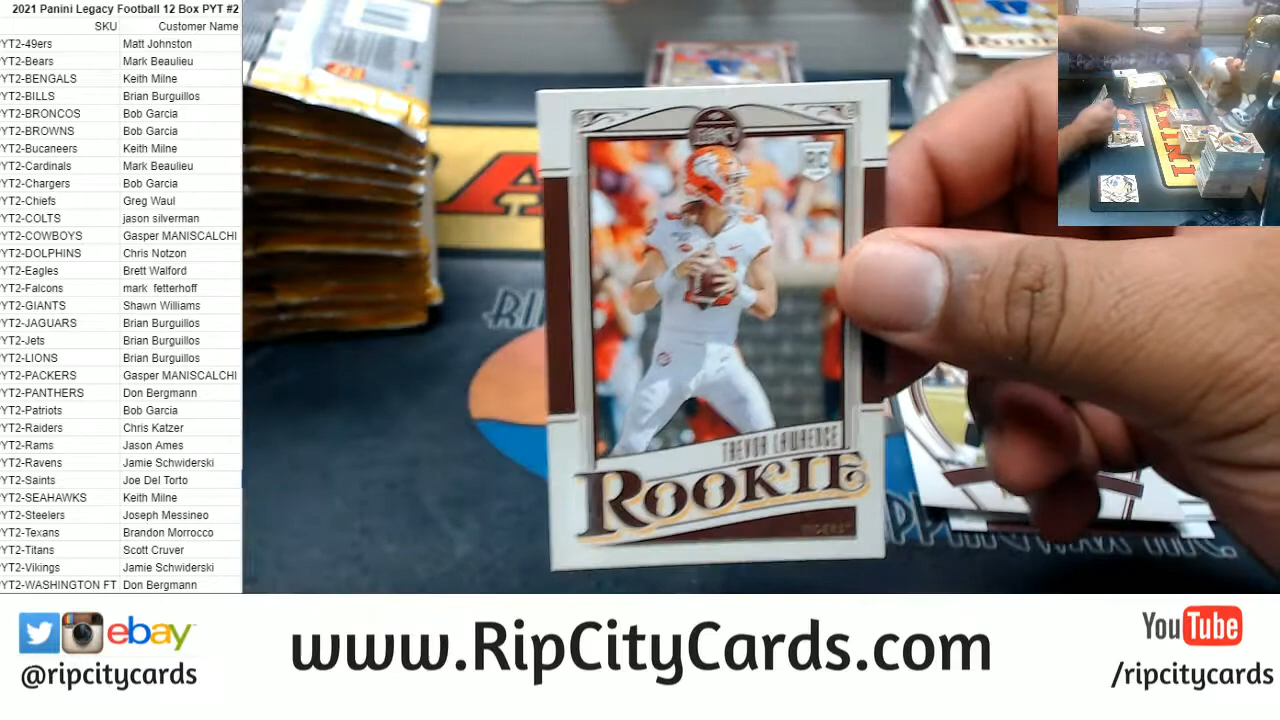 2021 Panini Legacy Football 12 Box PYT #2
SKU Customer Name
YT2-49ers Matt Johnston
YT2-Bears Mark Beaulieu
YT2-BENGALS Keith Milne
YT2-BILLS Brian Burguillos
YT2-BRONCOS Bob Garcia
YT2-BROWNS Bob Garcia
YT2-Bucaneers Keith Milne
YT2-Cardinals Mark Beaulieu
YT2-Chargers Bob Garcia
YT2-Chiefs Greg Waul
YT2-COLTS jason silverman
YT2-COWBOYS Gasper MANISCALCHI
YT2-DOLPHINS Chris Notzon
YT2-Eagles Brett Walford
YT2-Falcons mark fetterhoff
YT2-GIANTS Shawn Williams
YT2-JAGUARS Brian Burguillos
YT2-Jets Brian Burguillos
YT2-LIONS Brian Burguillos
YT2-PACKERS Gasper MANISCALCHI
YT2-PANTHERS Don Bergmann
YT2-Patriots Bob Garcia
YT2-Raiders Chris Katzer
YT2-Rams Jason Ames
YT2-Ravens Jamie Schwiderski
YT2-Saints Joe Del Torto
YT2-SEAHAWKS Keith Milne
YT2-Steelers Joseph Messineo
YT2-Texans Brandon Morrocco
YT2-Titans Scott Cruver
YT2-Vikings Jamie Schwiderski
YT2-WASHINGTON FT Don Bergmann
LEGACY
RC
TREVOR LAWRENCE
ROOKIE
TIGERS
RIP
ebay
@ripcitycards
www.RipCityCards.com
YouTube
/ripcitycards